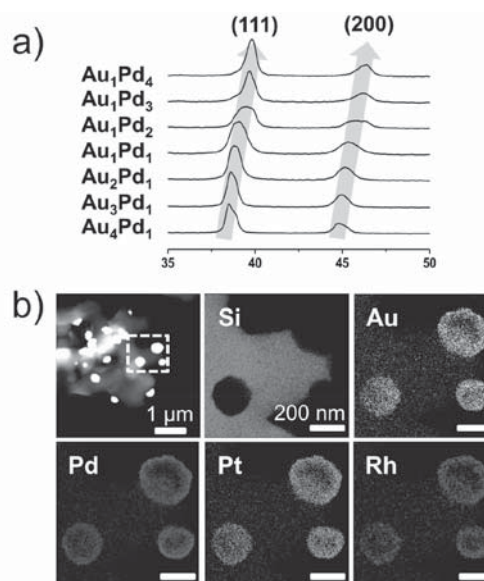 a)
(111) (200)
Au₁Pd₄
Au₁Pd₃
Au₁Pd₂
Au₁Pd₁
Au₂Pd₁
Au₃Pd₁
Au₄Pd₁
35 40 45 50
b)
Si Au
1 µm 200 nm
Pd Pt Rh